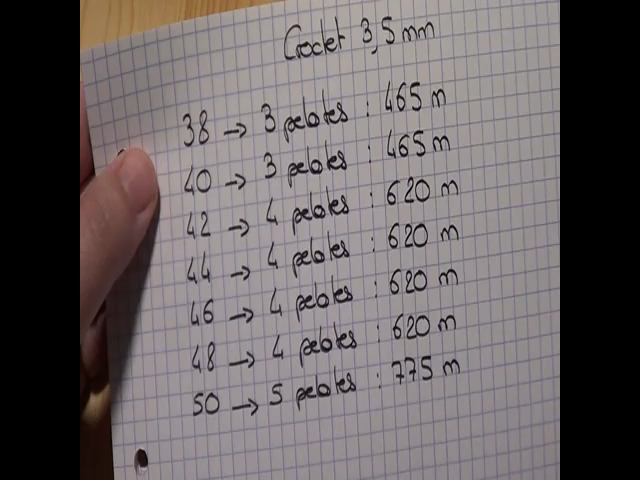 Crochet 3,5 mm
38 → 3 pelotes : 465 m
40 → 3 pelotes : 465 m
42 → 4 pelotes : 620 m
44 → 4 pelotes : 620 m
46 → 4 pelotes : 620 m
48 → 4 pelotes : 620 m
50 → 5 pelotes : 775 m